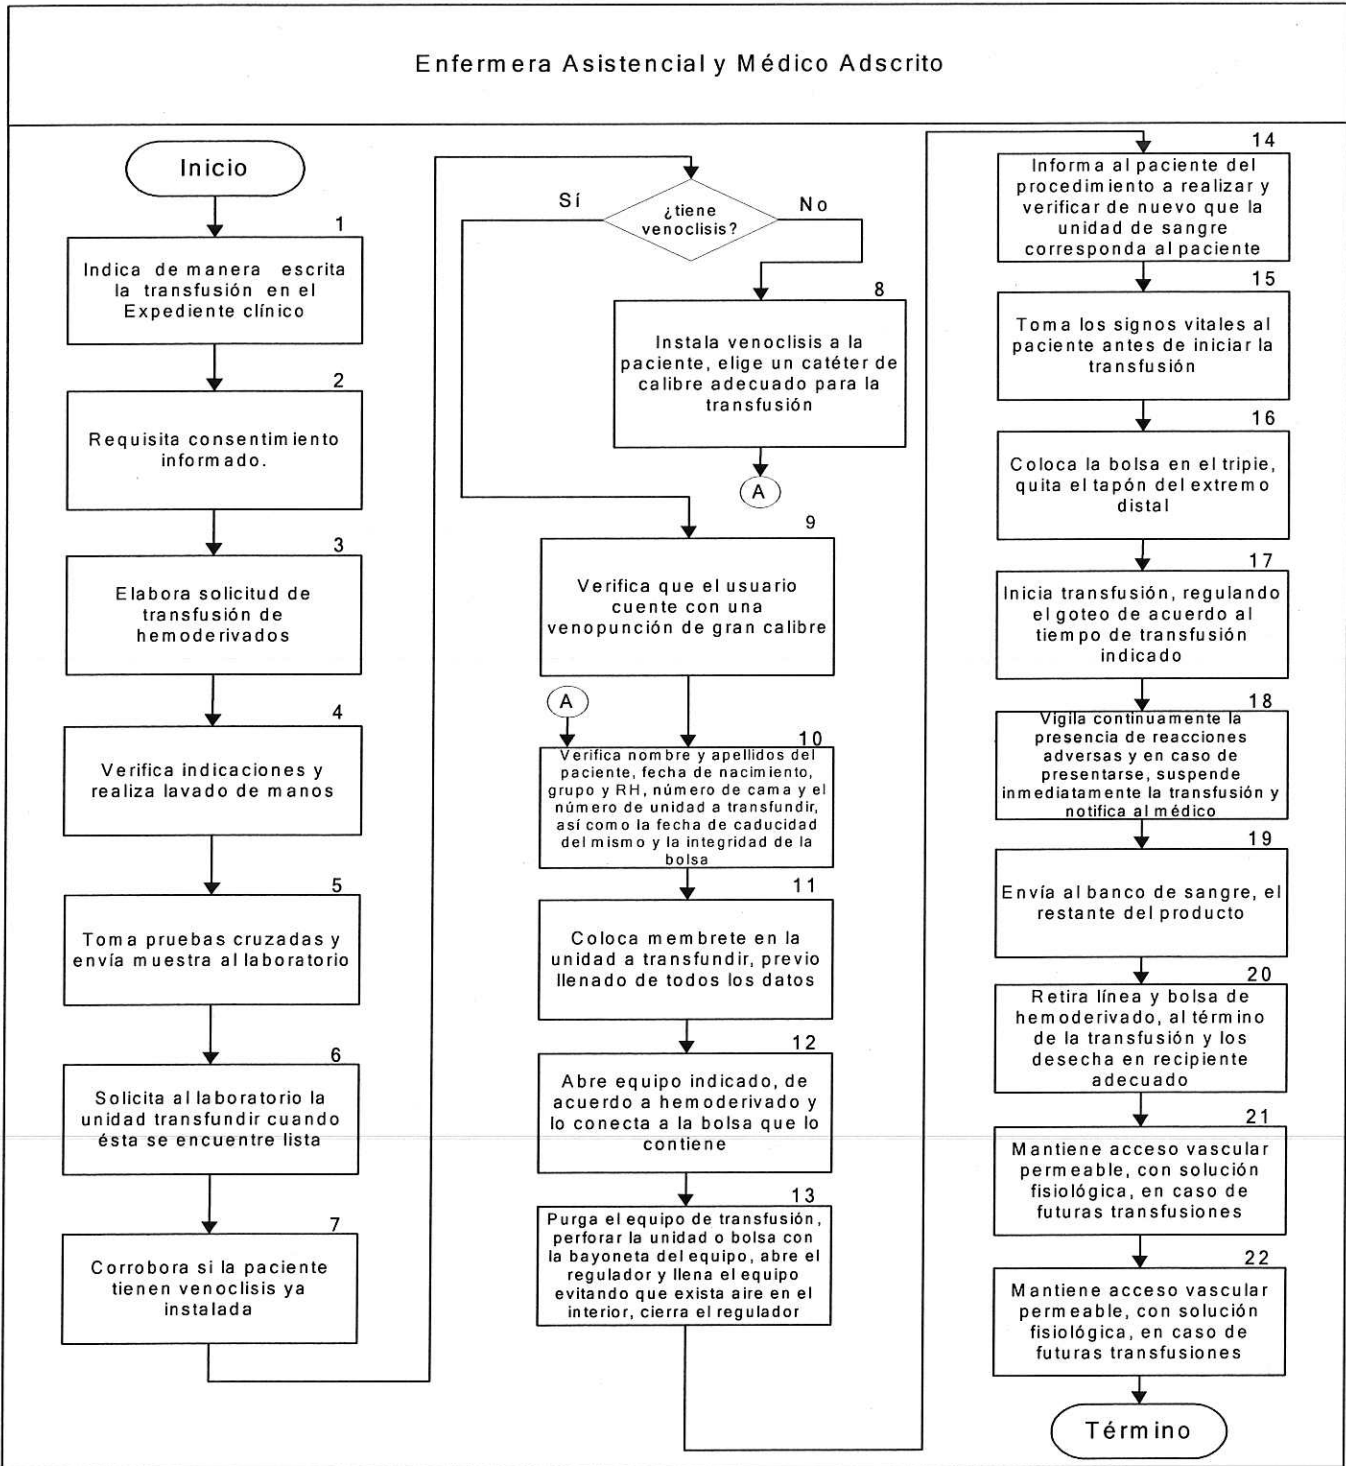 Enfermera Asistencial y Médico Adscrito
Inicio
1
Indica de manera escrita
la transfusión en el
Expediente clínico
2
Requisita consentimiento
informado.
3
Elabora solicitud de
transfusión de
hemoderivados
4
Verifica indicaciones y
realiza lavado de manos
5
Toma pruebas cruzadas y
envía muestra al laboratorio
6
Solicita al laboratorio la
unidad transfundir cuando
ésta se encuentre lista
7
Corrobora si la paciente
tienen venoclisis ya
instalada
¿tiene
venoclisis?
Sí
No
8
Instala venoclisis a la
paciente, elige un catéter de
calibre adecuado para la
transfusión
A
9
Verifica que el usuario
cuente con una
venopunción de gran calibre
A
10
Verifica nombre y apellidos del
paciente, fecha de nacimiento,
grupo y RH, número de cama y el
número de unidad a transfundir,
así como la fecha de caducidad
del mismo y la integridad de la
bolsa
11
Coloca membrete en la
unidad a transfundir, previo
llenado de todos los datos
12
Abre equipo indicado, de
acuerdo a hemoderivado y
lo conecta a la bolsa que lo
contiene
13
Purga el equipo de transfusión,
perforar la unidad o bolsa con
la bayoneta del equipo, abre el
regulador y llena el equipo
evitando que exista aire en el
interior, cierra el regulador
14
Informa al paciente del
procedimiento a realizar y
verificar de nuevo que la
unidad de sangre
corresponda al paciente
15
Toma los signos vitales al
paciente antes de iniciar la
transfusión
16
Coloca la bolsa en el tripie,
quita el tapón del extremo
distal
17
Inicia transfusión, regulando
el goteo de acuerdo al
tiempo de transfusión
indicado
18
Vigila continuamente la
presencia de reacciones
adversas y en caso de
presentarse, suspende
inmediatamente la transfusión y
notifica al médico
19
Envía al banco de sangre, el
restante del producto
20
Retira línea y bolsa de
hemoderivado, al término
de la transfusión y los
desecha en recipiente
adecuado
21
Mantiene acceso vascular
permeable, con solución
fisiológica, en caso de
futuras transfusiones
22
Mantiene acceso vascular
permeable, con solución
fisiológica, en caso de
futuras transfusiones
Término